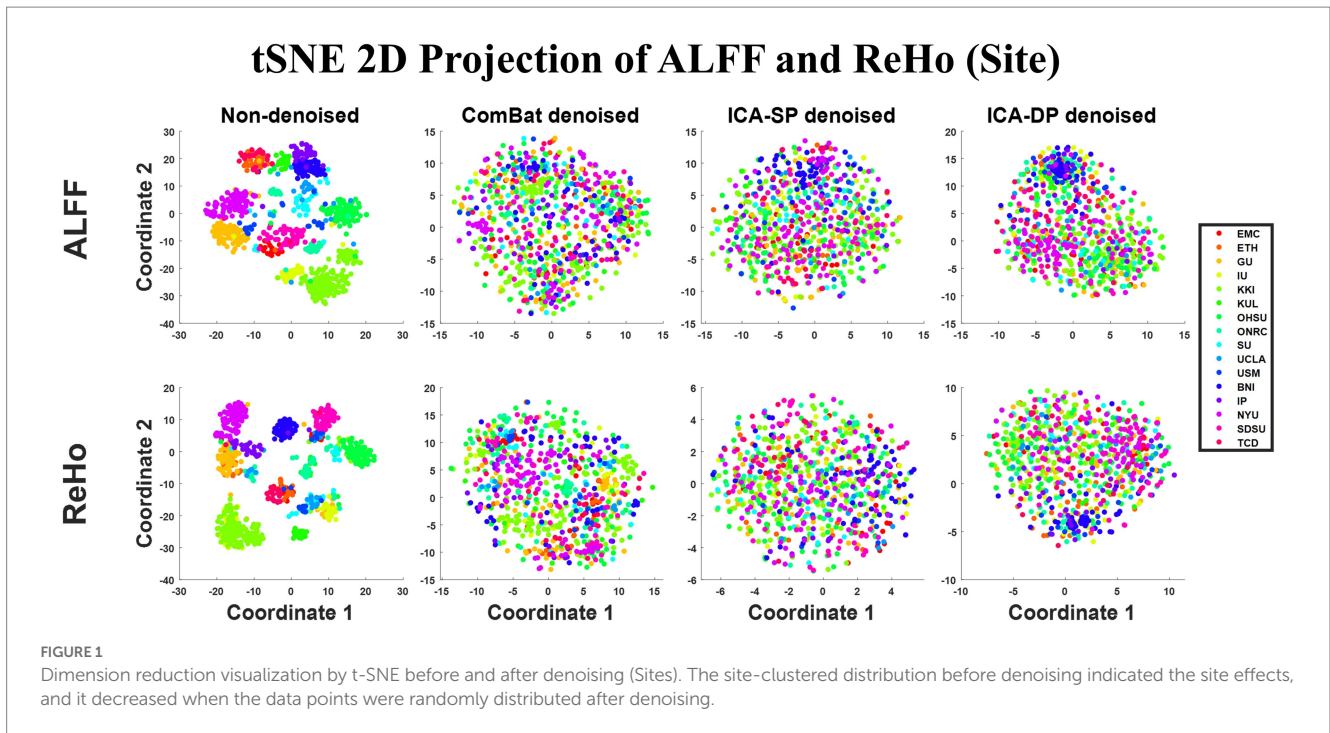 tSNE 2D Projection of ALFF and ReHo (Site)
Non-denoised ComBat denoised ICA-SP denoised ICA-DP denoised
ALFF
Coordinate 2
30
20
10
0
-10
-20
-30
-40
-30 -20 -10 0 10 20 30
15
10
5
0
-5
-10
-15
-15 -10 -5 0 5 10 15
15
10
5
0
-5
-10
-15
-15 -10 -5 0 5 10 15
20
15
10
5
0
-5
-10
-15
-15 -10 -5 0 5 10 15
EMC
ETH
GU
IU
KKI
KUL
OHSU
ONRC
SU
UCLA
USM
BNI
IP
NYU
SDSU
TCD
ReHo
Coordinate 2
20
10
0
-10
-20
-30
-40
-30 -20 -10 0 10 20 30
Coordinate 1
20
15
10
5
0
-5
-10
-15
-15 -10 -5 0 5 10 15
Coordinate 1
6
4
2
0
-2
-4
-6
-6 -4 -2 0 2 4
Coordinate 1
10
5
0
-5
-10
-10 -5 0 5 10
Coordinate 1
FIGURE 1
Dimension reduction visualization by t-SNE before and after denoising (Sites). The site-clustered distribution before denoising indicated the site effects,
and it decreased when the data points were randomly distributed after denoising.